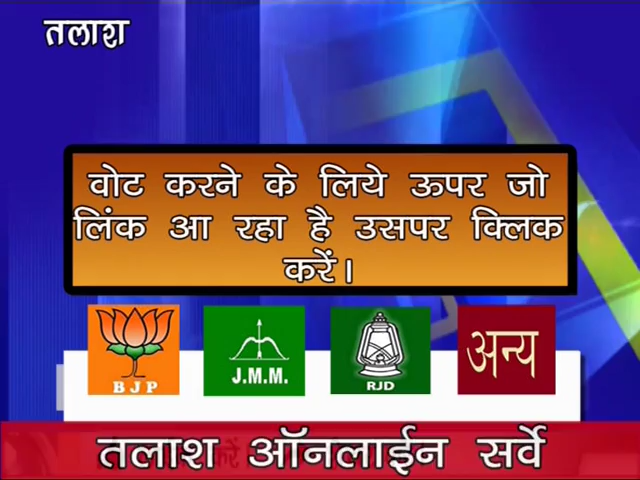 तलाश
वोट करने के लिये ऊपर जो
लिंक आ रहा है उसपर क्लिक
करें।
BJP
J.M.M.
RJD
अन्य
तलाश ऑनलाईन सर्वे